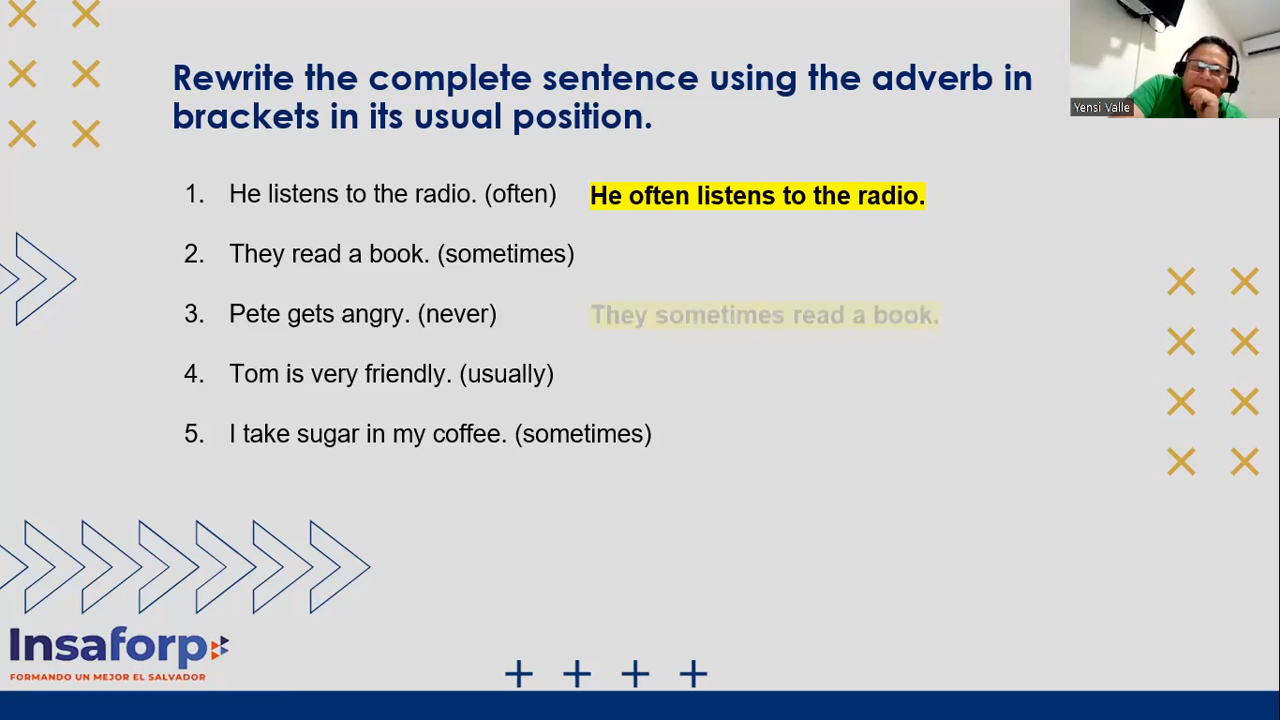 Rewrite the complete sentence using the adverb in
brackets in its usual position.
Yensi Valle
1. He listens to the radio. (often) He often listens to the radio.
2. They read a book. (sometimes)
3. Pete gets angry. (never) They sometimes read a book.
4. Tom is very friendly. (usually)
5. I take sugar in my coffee. (sometimes)
Insaforp
FORMANDO UN MEJOR EL SALVADOR